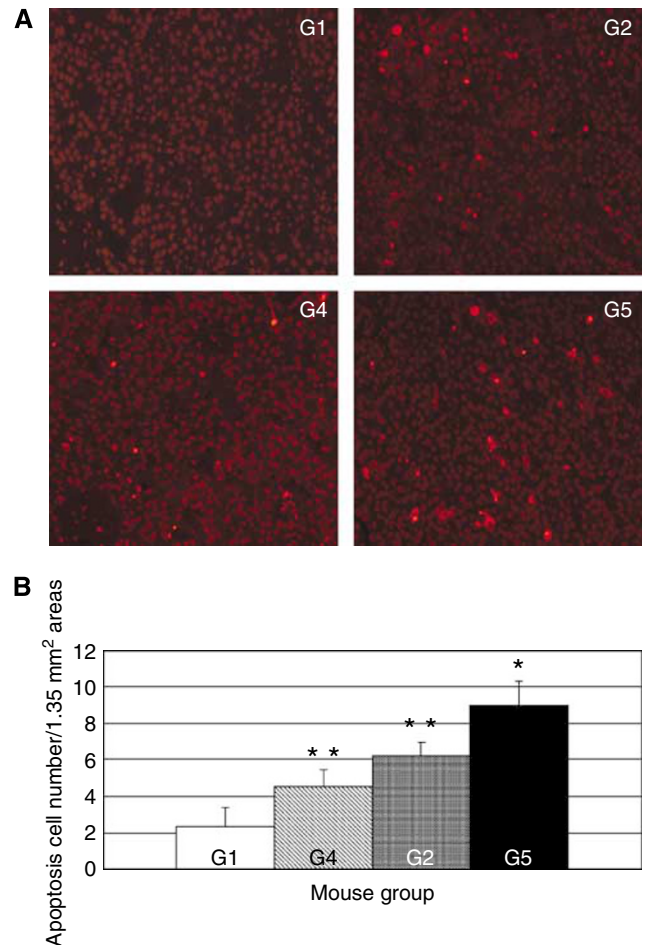 A
G1
G2
G4
G5
B
Apoptosis cell number/1.35 mm² areas
12
10
8
6
4
2
0
* *
* *
*
G1
G4
G2
G5
Mouse group